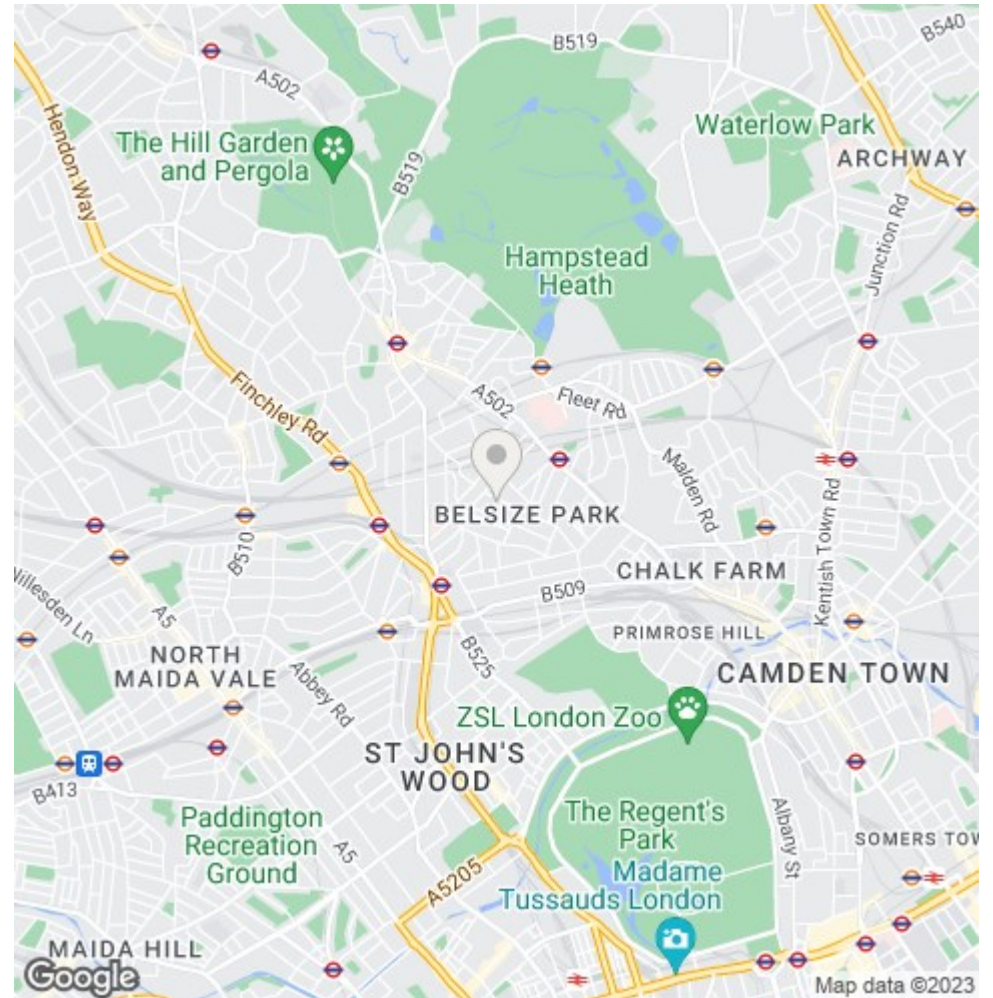 B519
B540
A502
Hendon Way
The Hill Garden
and Pergola
B519
Waterlow Park
ARCHWAY
Junction Rd
Hampstead
Heath
A502
Fleet Rd
Finchley Rd
Malden Rd
BELSIZE PARK
B510
Kentish Town Rd
CHALK FARM
B509
Willesden Ln
A5
PRIMROSE HILL
B525
NORTH
MAIDA VALE
Abbey Rd
CAMDEN TOWN
ZSL London Zoo
ST JOHN'S
WOOD
B413
Paddington
Recreation
Ground
A5
The Regent's
Park
Albany St
SOMERS TOW
Madame
Tussauds London
A5205
MAIDA HILL
Google
Map data ©2023